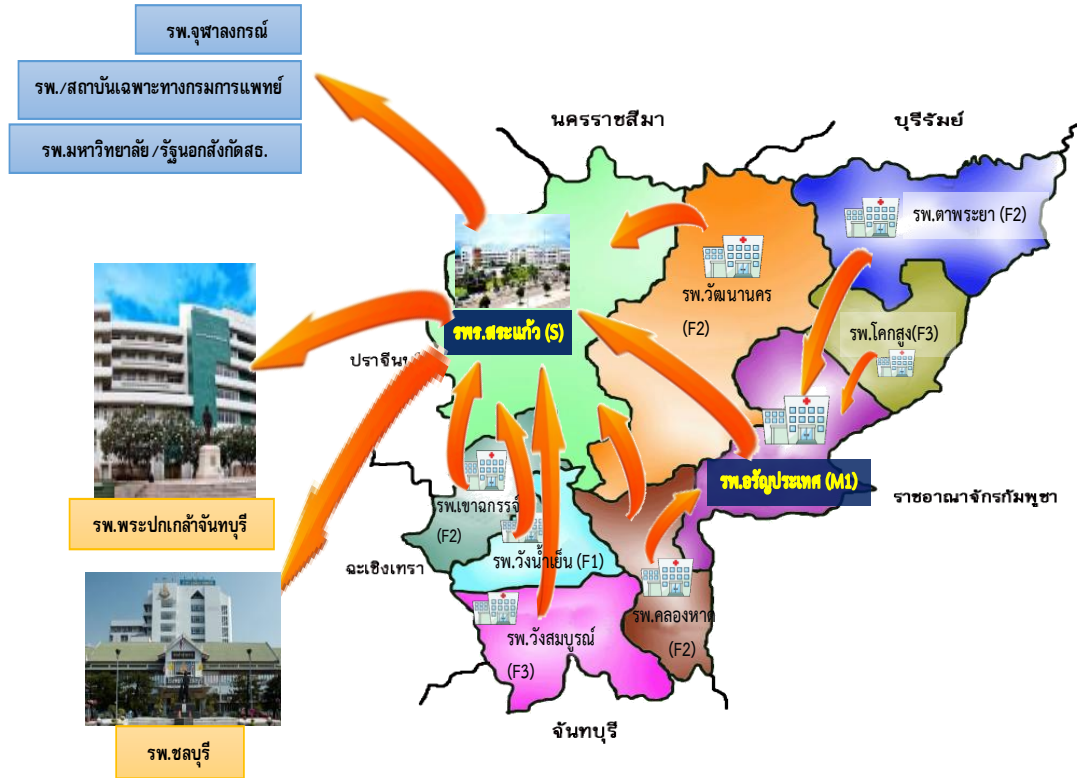 รพ.จุฬาลงกรณ์
รพ./สถาบันเฉพาะทางกรมการแพทย์
รพ.มหาวิทยาลัย/รัฐนอกสังกัดสธ.
นครราชสีมา
บุรีรัมย์
รพ.ตาพระยา (F2)
รพ.วัฒนานคร
(F2)
รพ.โคกสูง(F3)
รพร.สระแก้ว (S)
รพ.อรัญประเทศ (M1)
ราชอาณาจักรกัมพูชา
รพ.พระปกเกล้าจันทบุรี
รพ.เขาฉกรรจ์
(F2)
รพ.วังน้ำเย็น (F1)
ฉะเชิงเทรา
รพ.คลองหาด
(F2)
รพ.วังสมบูรณ์
(F3)
จันทบุรี
รพ.ชลบุรี